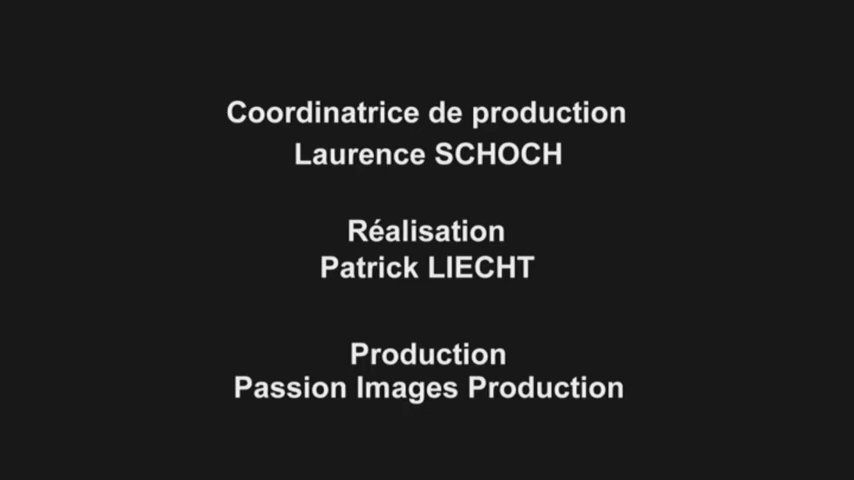 Coordinatrice de production
Laurence SCHOCH
Réalisation
Patrick LIECHT
Production
Passion Images Production